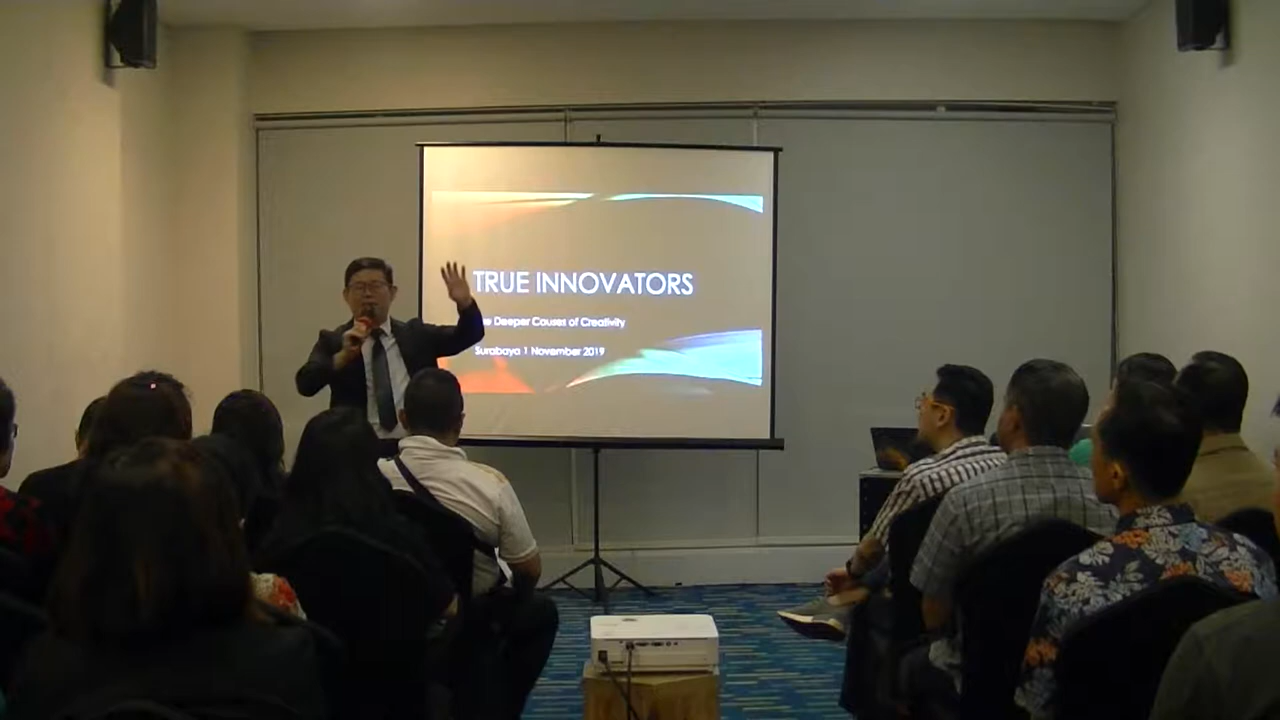 TRUE INNOVATORS
Deeper Causes of Creativity
Surabaya 1 November 2019